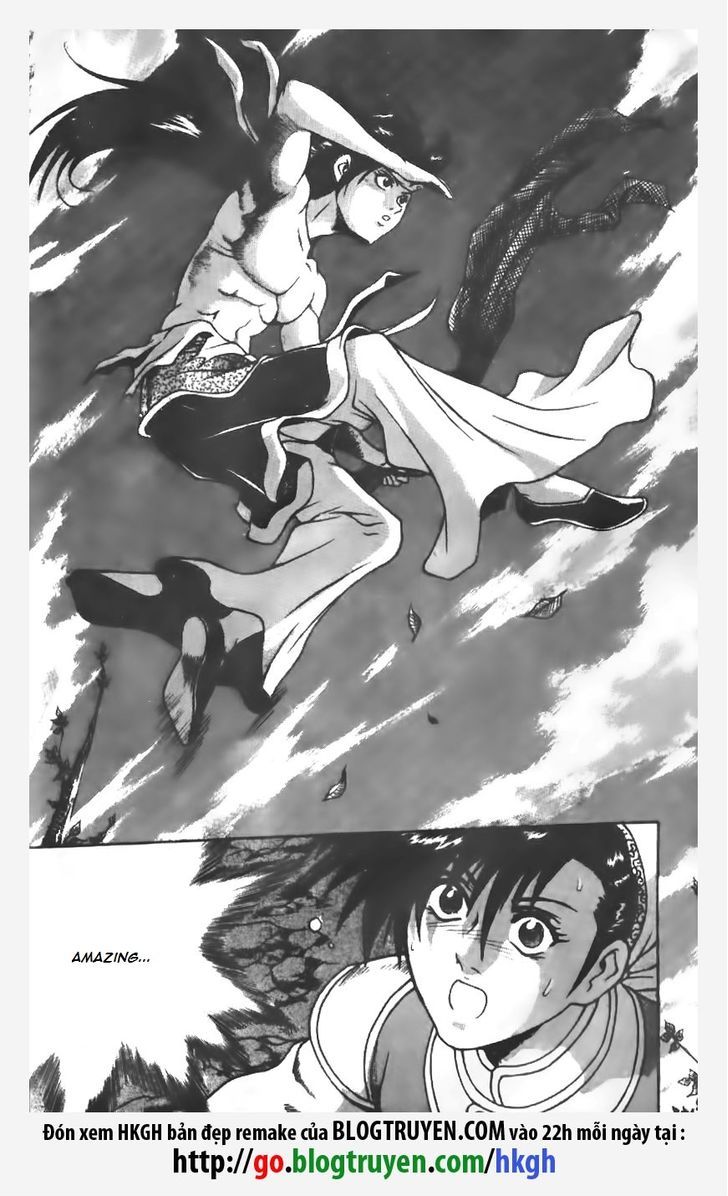 AMAZING...
Đón xem HKGH bản đẹp remake của BLOGTRUYEN.COM vào 22h mỗi ngày tại :
http://go.blogtruyen.com/hkgh